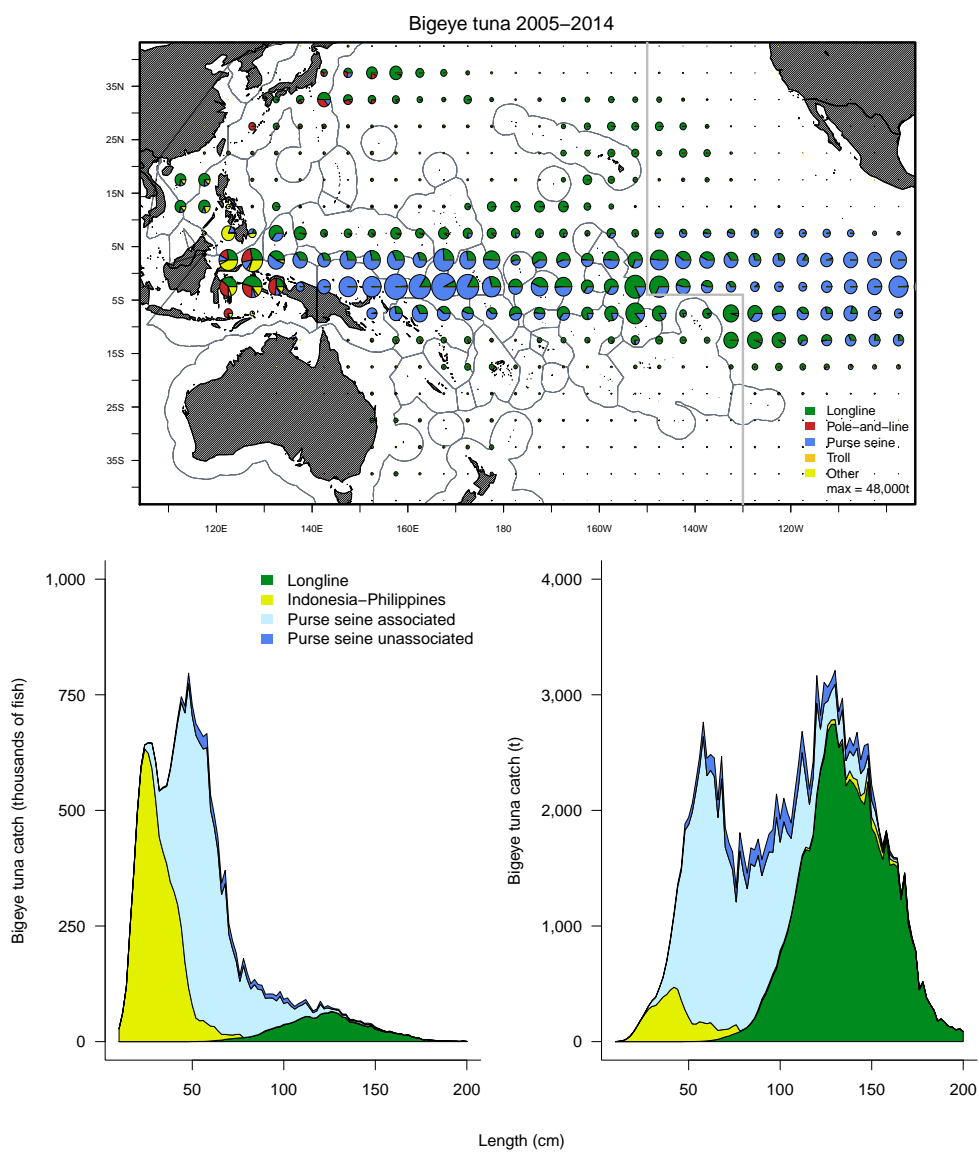 Bigeye tuna 2005−2014
35N
25N
15N
5N
5S
15S
25S
35S
Longline
Pole−and−line
Purse seine
Troll
Other
max = 48,000t
120E 140E 160E 180 160W 140W 120W
Bigeye tuna catch (thousands of fish)
1,000
750
500
250
0
Longline
Indonesia−Philippines
Purse seine associated
Purse seine unassociated
50 100 150 200
Bigeye tuna catch (t)
4,000
3,000
2,000
1,000
0
50 100 150 200
Length (cm)